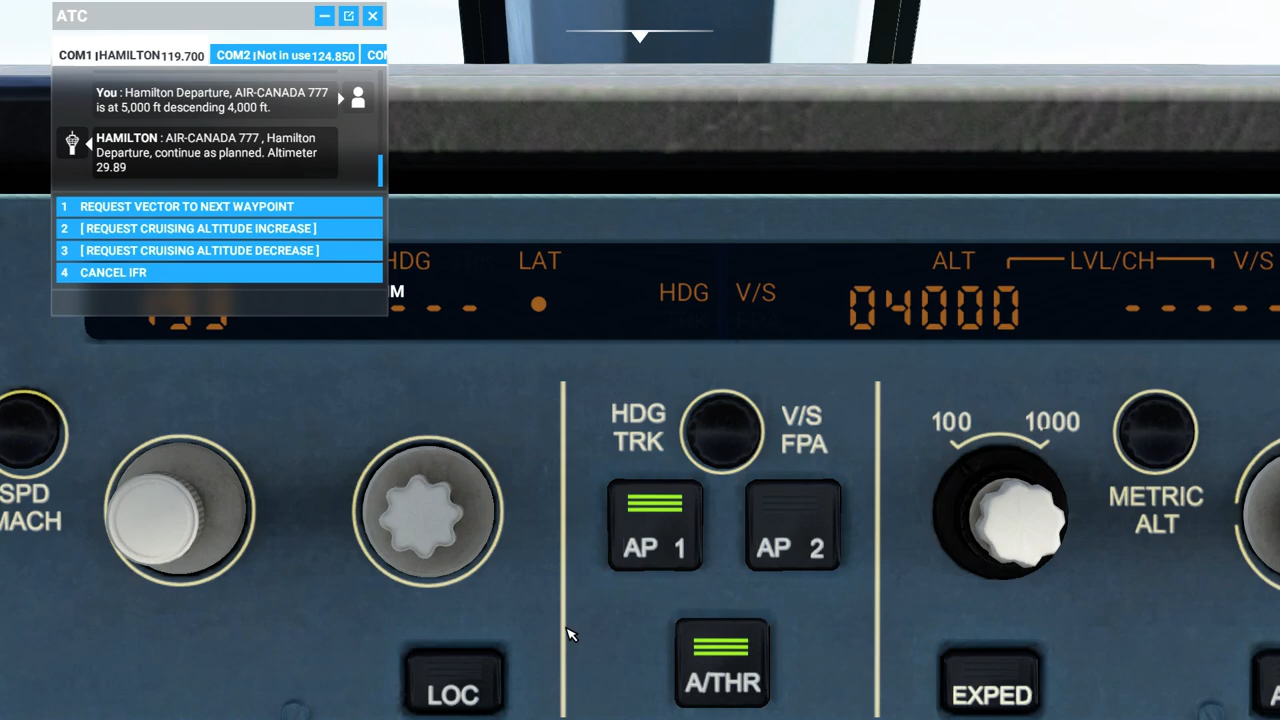 ATC
COM1 |HAMILTON 119.700 COM2 |Not in use 124.850
You : Hamilton Departure, AIR-CANADA 777
is at 5,000 ft descending 4,000 ft.
HAMILTON : AIR-CANADA 777 , Hamilton
Departure, continue as planned. Altimeter
29.89
1 REQUEST VECTOR TO NEXT WAYPOINT
2 [ REQUEST CRUISING ALTITUDE INCREASE ]
3 [ REQUEST CRUISING ALTITUDE DECREASE ]
4 CANCEL IFR
HDG LAT
HDG V/S
ALT LVL/CH V/S
04000
SPD
MACH
HDG V/S
TRK FPA
100 1000
METRIC
ALT
AP 1 AP 2
A/THR
LOC
EXPED